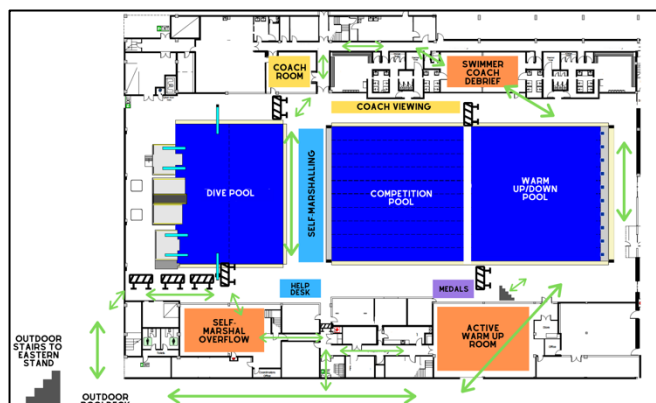 COACH
ROOM
SWIMMER
COACH
DEBRIEF
COACH VIEWING
DIVE POOL
SELF-MARSHALLING
COMPETITION
POOL
WARM
UP/DOWN
POOL
HELP
DESK
MEDALS
SELF-
MARSHAL
OVERFLOW
ACTIVE
WARM UP
ROOM
OUTDOOR
STAIRS TO
EASTERN
STAND
OUTDOOR